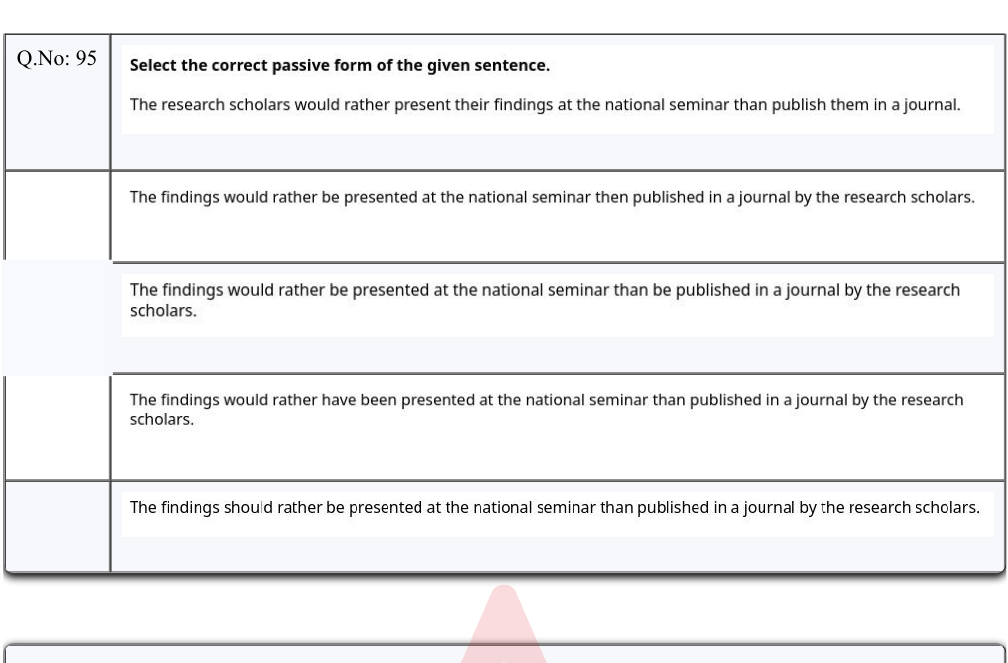 Q.No: 95
Select the correct passive form of the given sentence.
The research scholars would rather present their findings at the national seminar than publish them in a journal.
The findings would rather be presented at the national seminar then published in a journal by the research scholars.
The findings would rather be presented at the national seminar than be published in a journal by the research
scholars.
The findings would rather have been presented at the national seminar than published in a journal by the research
scholars.
The findings should rather be presented at the national seminar than published in a journal by the research scholars.